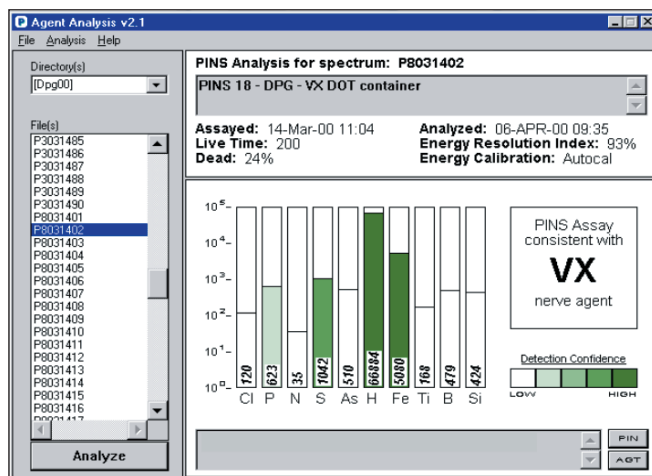 Agent Analysis v2.1
File Analysis Help
Directory(s)
[Dpg00]
File(s)
P3031485
P3031486
P3031487
P3031488
P3031489
P3031490
P8031401
P8031402
P8031403
P8031404
P8031405
P8031406
P8031407
P8031408
P8031409
P8031410
P8031411
P8031412
P8031413
P8031414
P8031415
P8031416
P8031417
Analyze
PINS Analysis for spectrum: P8031402
PINS 18 - DPG - VX DOT container
Assayed: 14-Mar-00 11:04 Analyzed: 06-APR-00 09:35
Live Time: 200 Energy Resolution Index: 93%
Dead: 24% Energy Calibration: Autocal
10⁵
10⁴
10³
10²
10¹
10⁰
120 623 35 1042 510 66884 5080 168 479 424
Cl P N S As H Fe Ti B Si
PINS Assay
consistent with
VX
nerve agent
Detection Confidence
LOW HIGH
PIN
AGT